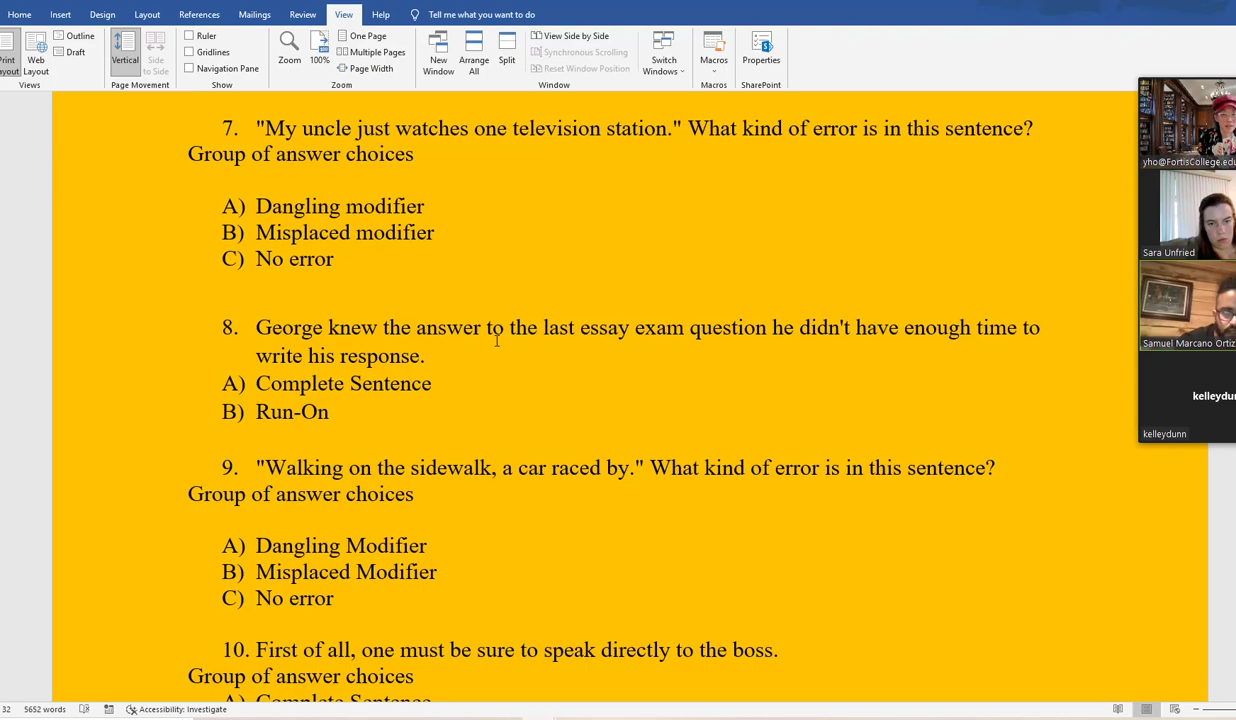 Home Insert Design Layout References Mailings Review View Help Tell me what you want to do
Outline
Draft
Web Layout
Views
Vertical
Side to Side
Page Movement
Ruler
Gridlines
Navigation Pane
Show
Zoom
100%
One Page
Multiple Pages
Page Width
Zoom
New Window
Arrange All
Split
View Side by Side
Synchronous Scrolling
Reset Window Position
Window
Switch Windows
Macros
Macros
Properties
SharePoint
7. "My uncle just watches one television station." What kind of error is in this sentence?
Group of answer choices
A) Dangling modifier
B) Misplaced modifier
C) No error
8. George knew the answer to the last essay exam question he didn't have enough time to
write his response.
A) Complete Sentence
B) Run-On
9. "Walking on the sidewalk, a car raced by." What kind of error is in this sentence?
Group of answer choices
A) Dangling Modifier
B) Misplaced Modifier
C) No error
10. First of all, one must be sure to speak directly to the boss.
Group of answer choices
A) Complete Sentence
yho@FortisCollege.edu
Sara Unfried
Samuel Marcano Ortiz
kelleydunn
kelleydunn
32 5652 words Accessibility: Investigate